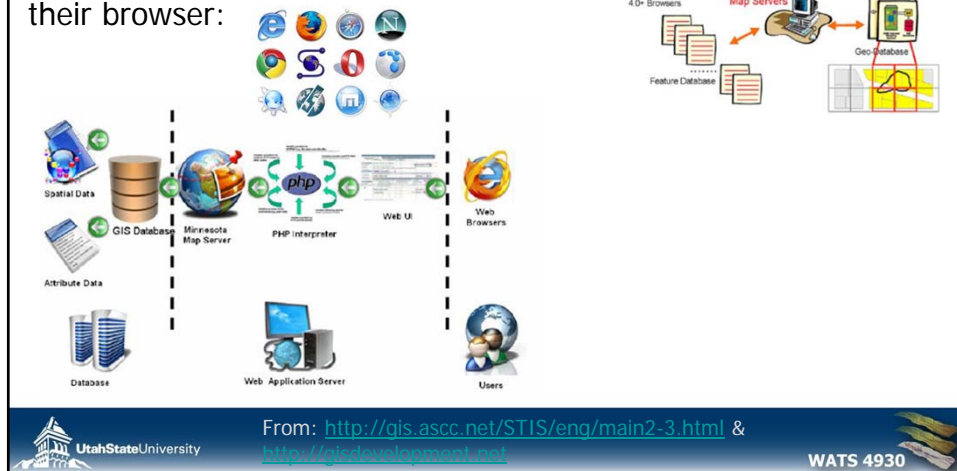 their browser:
4.0+ Browsers
Map Servers
Geo-Database
Feature Database
Spatial Data
GIS Database
Minnesota
Map Server
php
PHP Interpreter
Web UI
Web
Browsers
Attribute Data
Database
Web Application Server
Users
UtahStateUniversity
From: http://gis.ascc.net/STIS/eng/main2-3.html &
http://gisdevelopment.net
WATS 4930